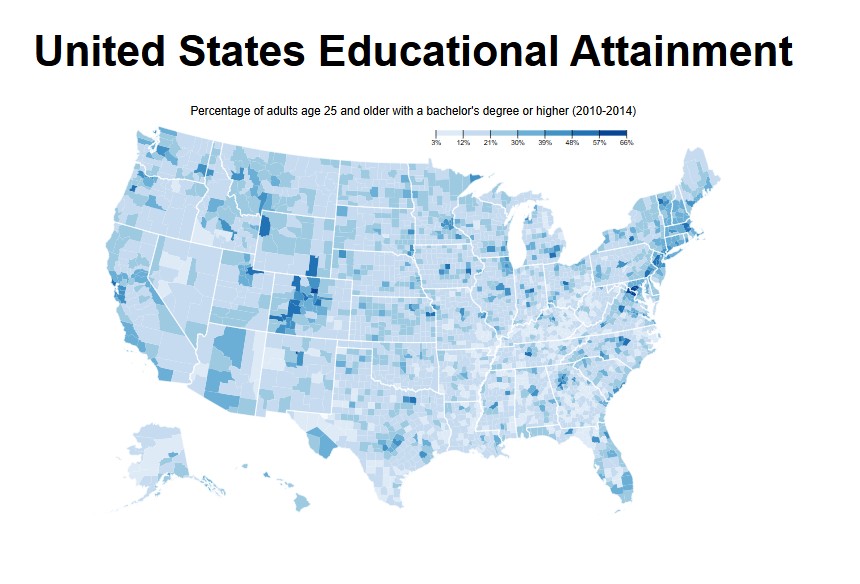 United States Educational Attainment
Percentage of adults age 25 and older with a bachelor's degree or higher (2010-2014)
3% 12% 21% 30% 39% 48% 57% 66%